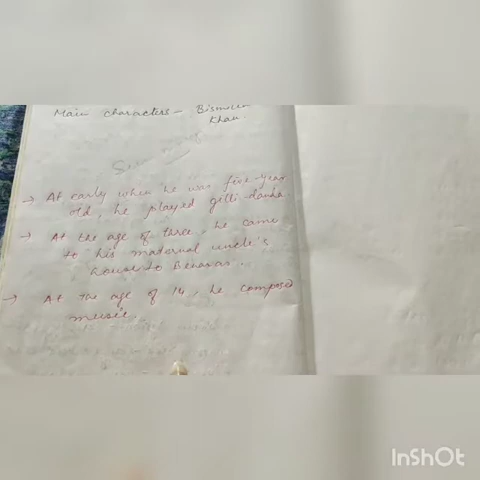 Main characters – Bismilla
Khan.
Summary
→ At early when he was five year
old, he played gilli-danda.
→ At the age of three, he came
to his maternal uncle's
house to Benaras.
→ At the age of 14, he composed
music.
InShOt